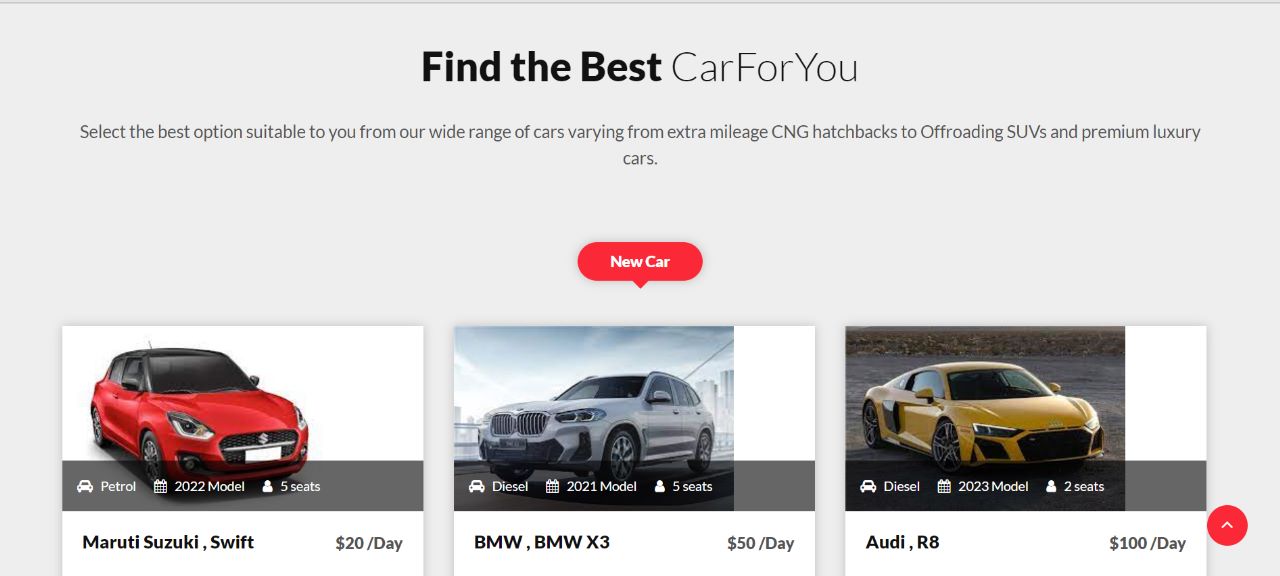 Find the Best CarForYou
Select the best option suitable to you from our wide range of cars varying from extra mileage CNG hatchbacks to Offroading SUVs and premium luxury
cars.
New Car
Petrol 2022 Model 5 seats
Diesel 2021 Model 5 seats
Diesel 2023 Model 2 seats
Maruti Suzuki , Swift $20 /Day
BMW , BMW X3 $50 /Day
Audi , R8 $100 /Day